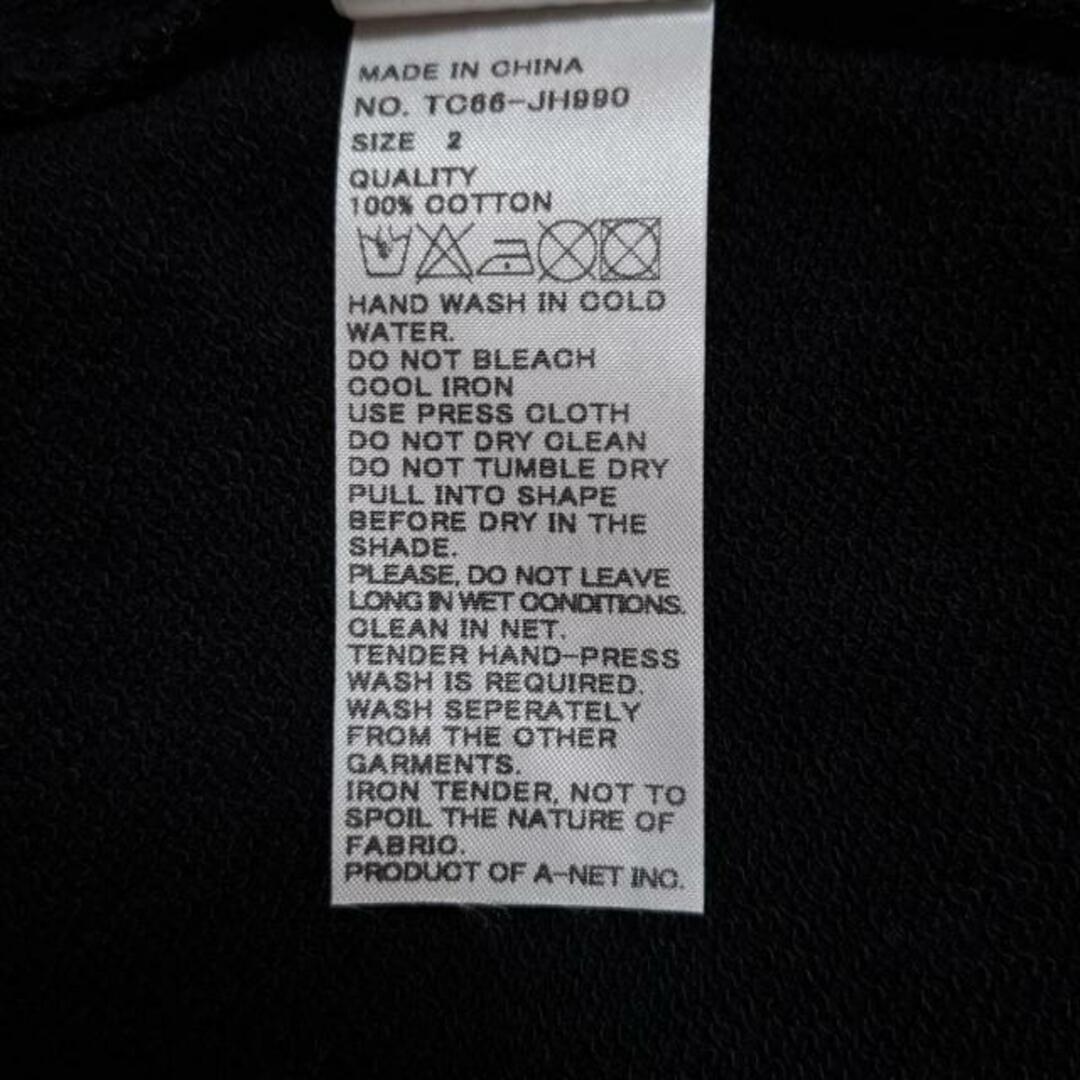 MADE IN CHINA
NO. TC66-JH990
SIZE 2
QUALITY
100% COTTON
HAND WASH IN COLD
WATER.
DO NOT BLEACH
COOL IRON
USE PRESS CLOTH
DO NOT DRY CLEAN
DO NOT TUMBLE DRY
PULL INTO SHAPE
BEFORE DRY IN THE
SHADE.
PLEASE, DO NOT LEAVE
LONG IN WET CONDITIONS.
CLEAN IN NET.
TENDER HAND-PRESS
WASH IS REQUIRED.
WASH SEPERATELY
FROM THE OTHER
GARMENTS.
IRON TENDER, NOT TO
SPOIL THE NATURE OF
FABRIC.
PRODUCT OF A-NET INC.